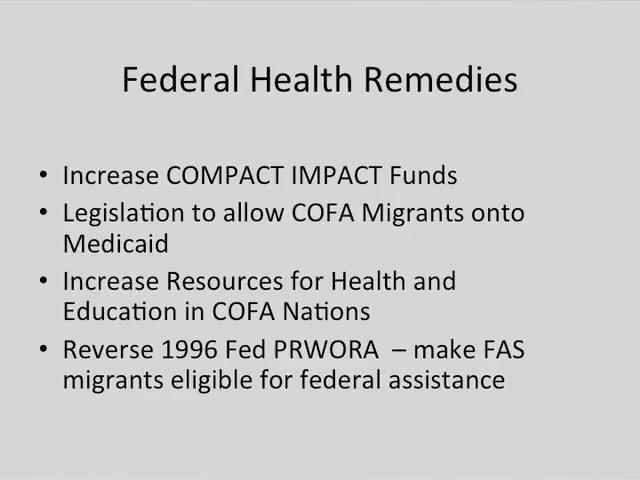 Federal Health Remedies
• Increase COMPACT IMPACT Funds
• Legislation to allow COFA Migrants onto
Medicaid
• Increase Resources for Health and
Education in COFA Nations
• Reverse 1996 Fed PRWORA – make FAS
migrants eligible for federal assistance